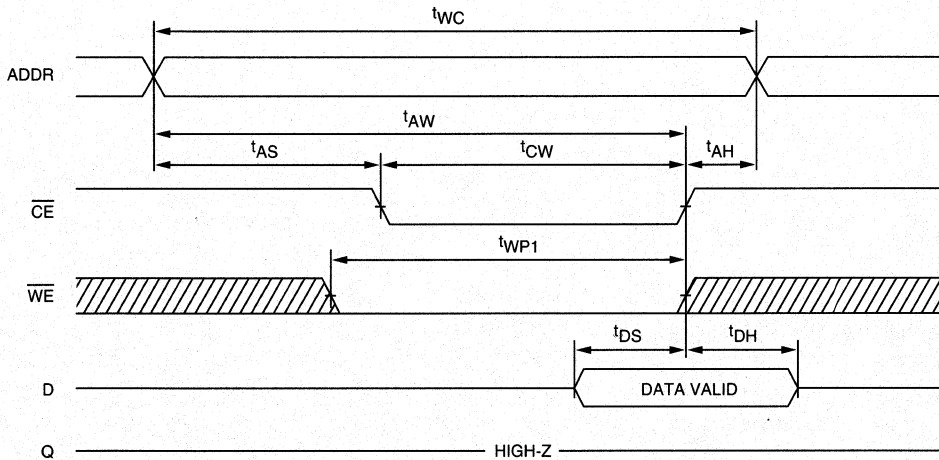 tWC
ADDR
tAW
tAS
tCW
tAH
CE
tWP1
WE
tDS
tDH
D
DATA VALID
Q
HIGH-Z